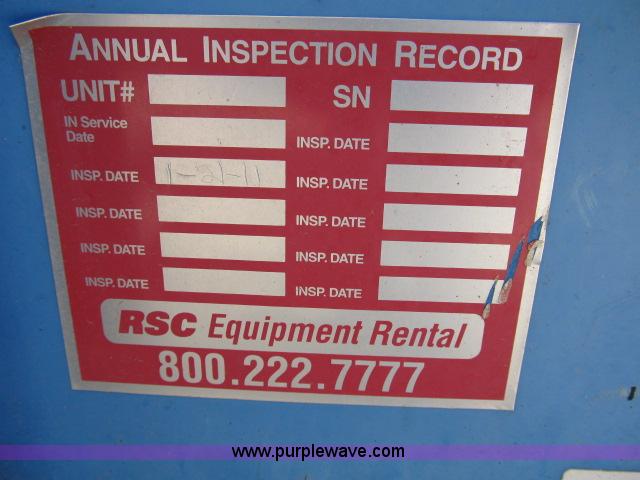 ANNUAL INSPECTION RECORD
UNIT# SN
IN Service Date
INSP. DATE
INSP. DATE 1-21-11 INSP. DATE
INSP. DATE INSP. DATE
INSP. DATE INSP. DATE
INSP. DATE INSP. DATE
RSC Equipment Rental
800.222.7777
www.purplewave.com